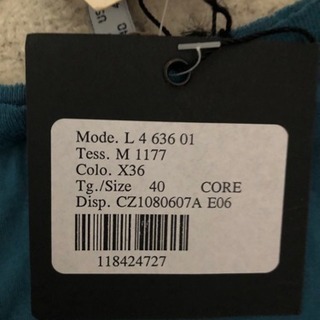 Mode. L 4 636 01
Tess. M 1177
Colo. X36
Tg./Size 40 CORE
Disp. CZ1080607A E06
118424727